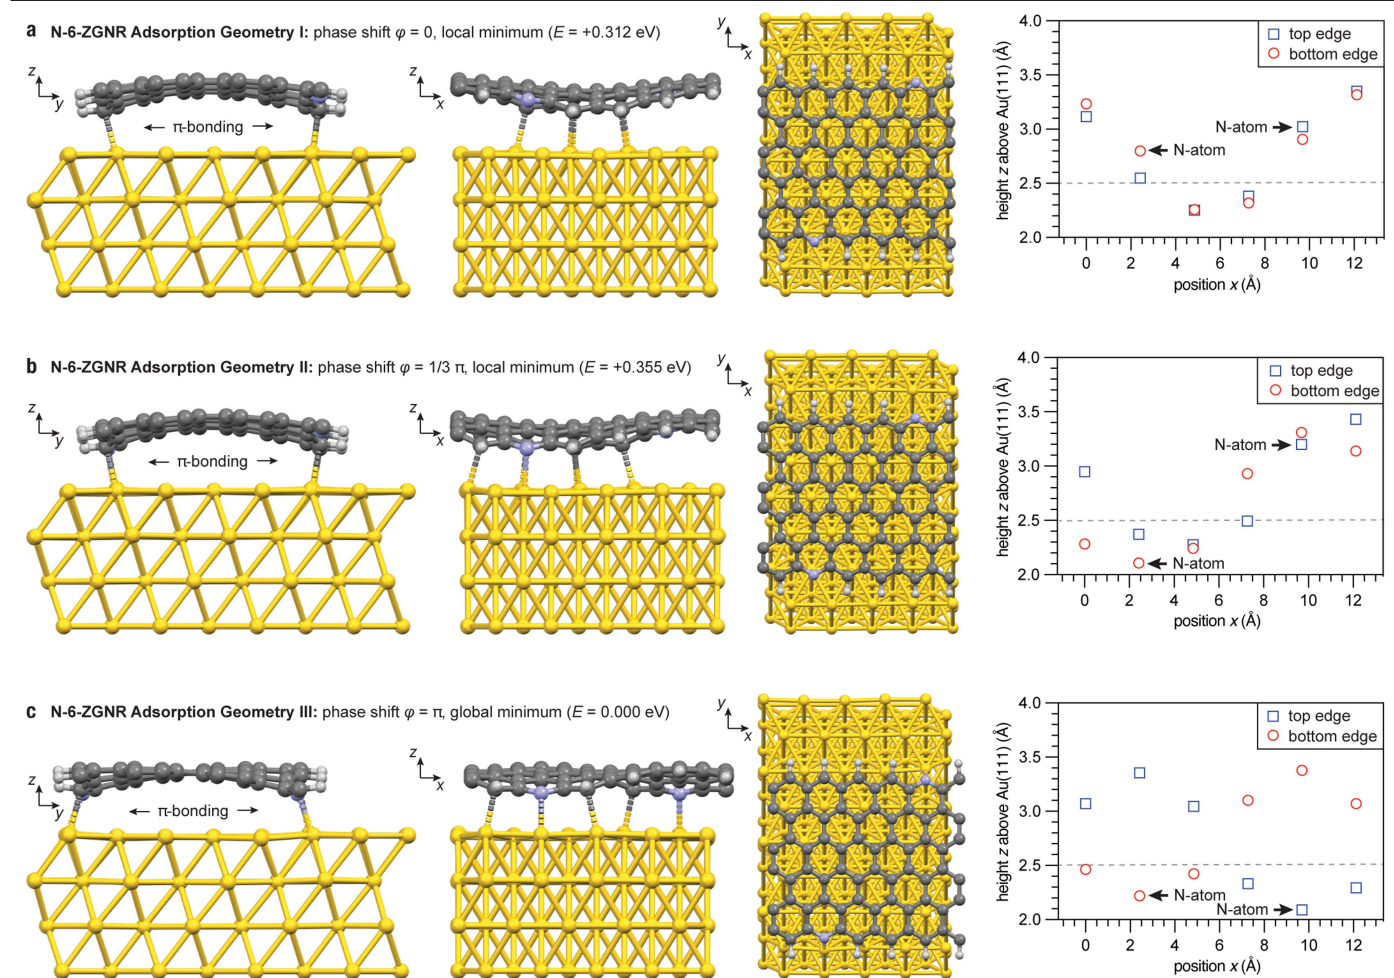 a N-6-ZGNR Adsorption Geometry I: phase shift φ = 0, local minimum (E = +0.312 eV)
z
y
← π-bonding →
z
x
y
x
height z above Au(111) (Å)
4.0
3.5
3.0
2.5
2.0
top edge
bottom edge
N-atom
N-atom
0 2 4 6 8 10 12
position x (Å)
b N-6-ZGNR Adsorption Geometry II: phase shift φ = 1/3 π, local minimum (E = +0.355 eV)
z
y
← π-bonding →
z
x
y
x
height z above Au(111) (Å)
4.0
3.5
3.0
2.5
2.0
top edge
bottom edge
N-atom
N-atom
0 2 4 6 8 10 12
position x (Å)
c N-6-ZGNR Adsorption Geometry III: phase shift φ = π, global minimum (E = 0.000 eV)
z
y
← π-bonding →
z
x
y
x
height z above Au(111) (Å)
4.0
3.5
3.0
2.5
2.0
top edge
bottom edge
N-atom
N-atom
0 2 4 6 8 10 12
position x (Å)